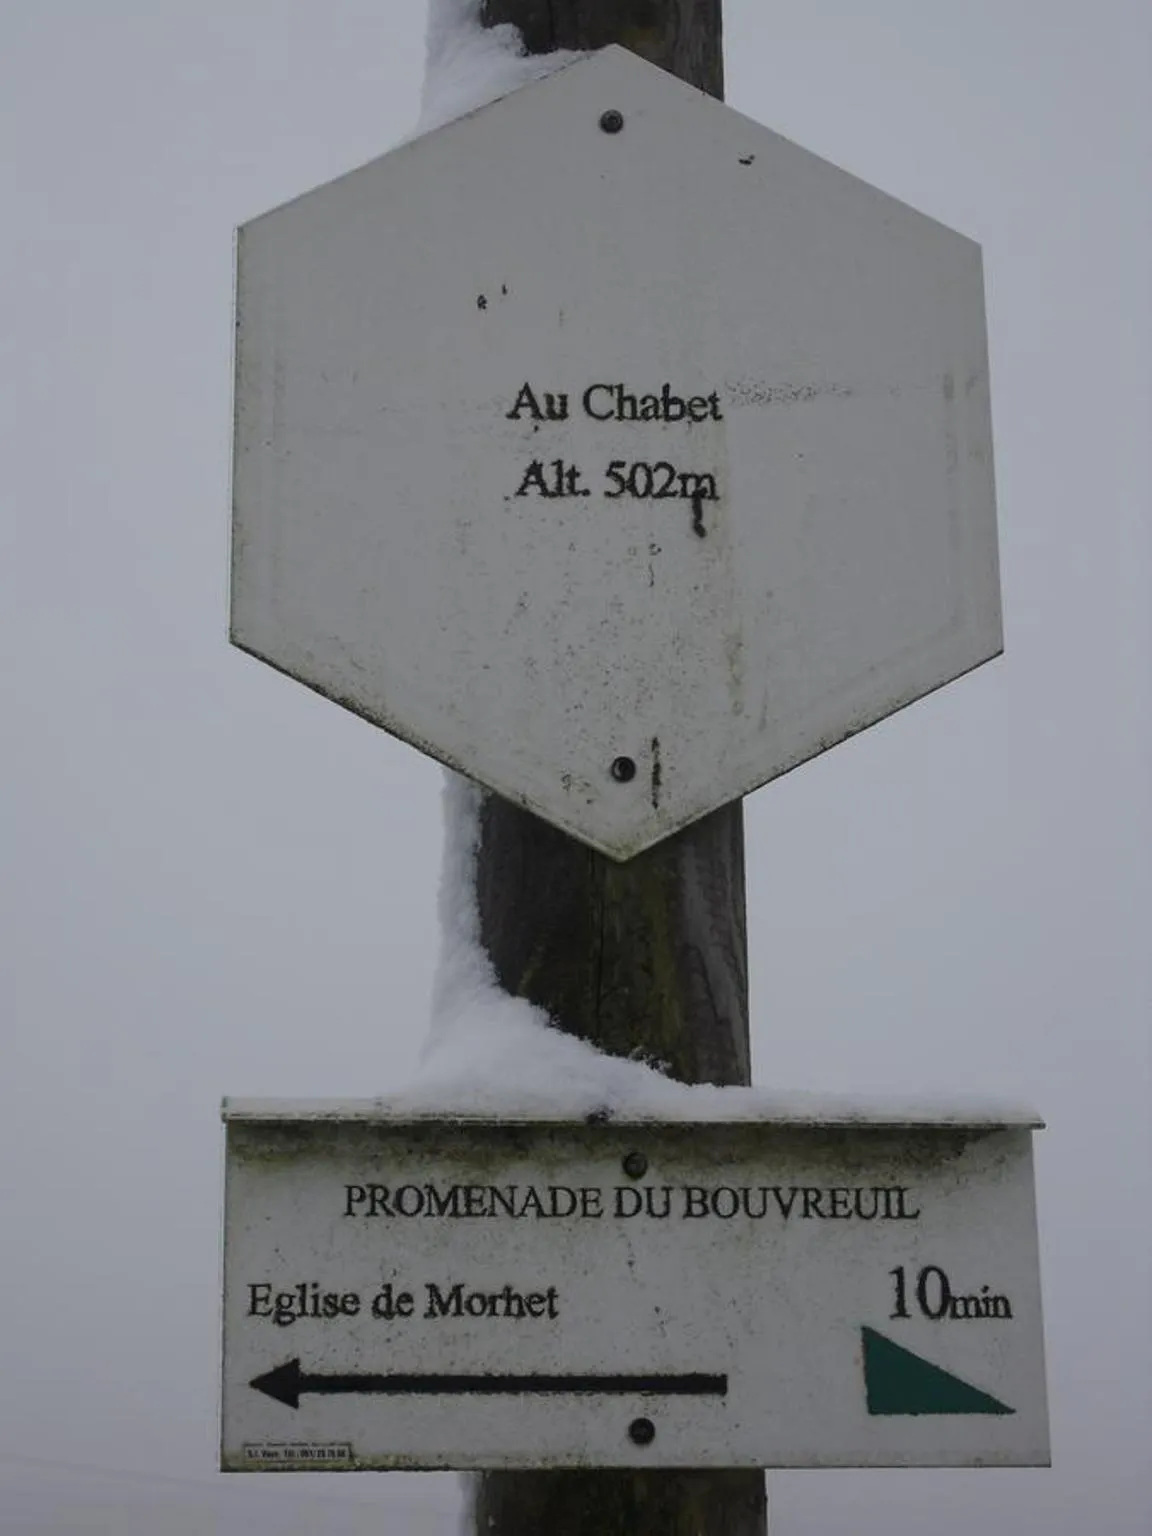 Au Chabet
Alt. 502m
PROMENADE DU BOUVREUIL
Eglise de Morhet
10min